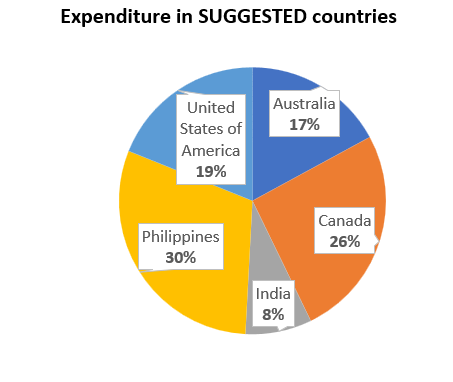 Expenditure in SUGGESTED countries
United
States of
America
19%
Australia
17%
Canada
26%
Philippines
30%
India
8%